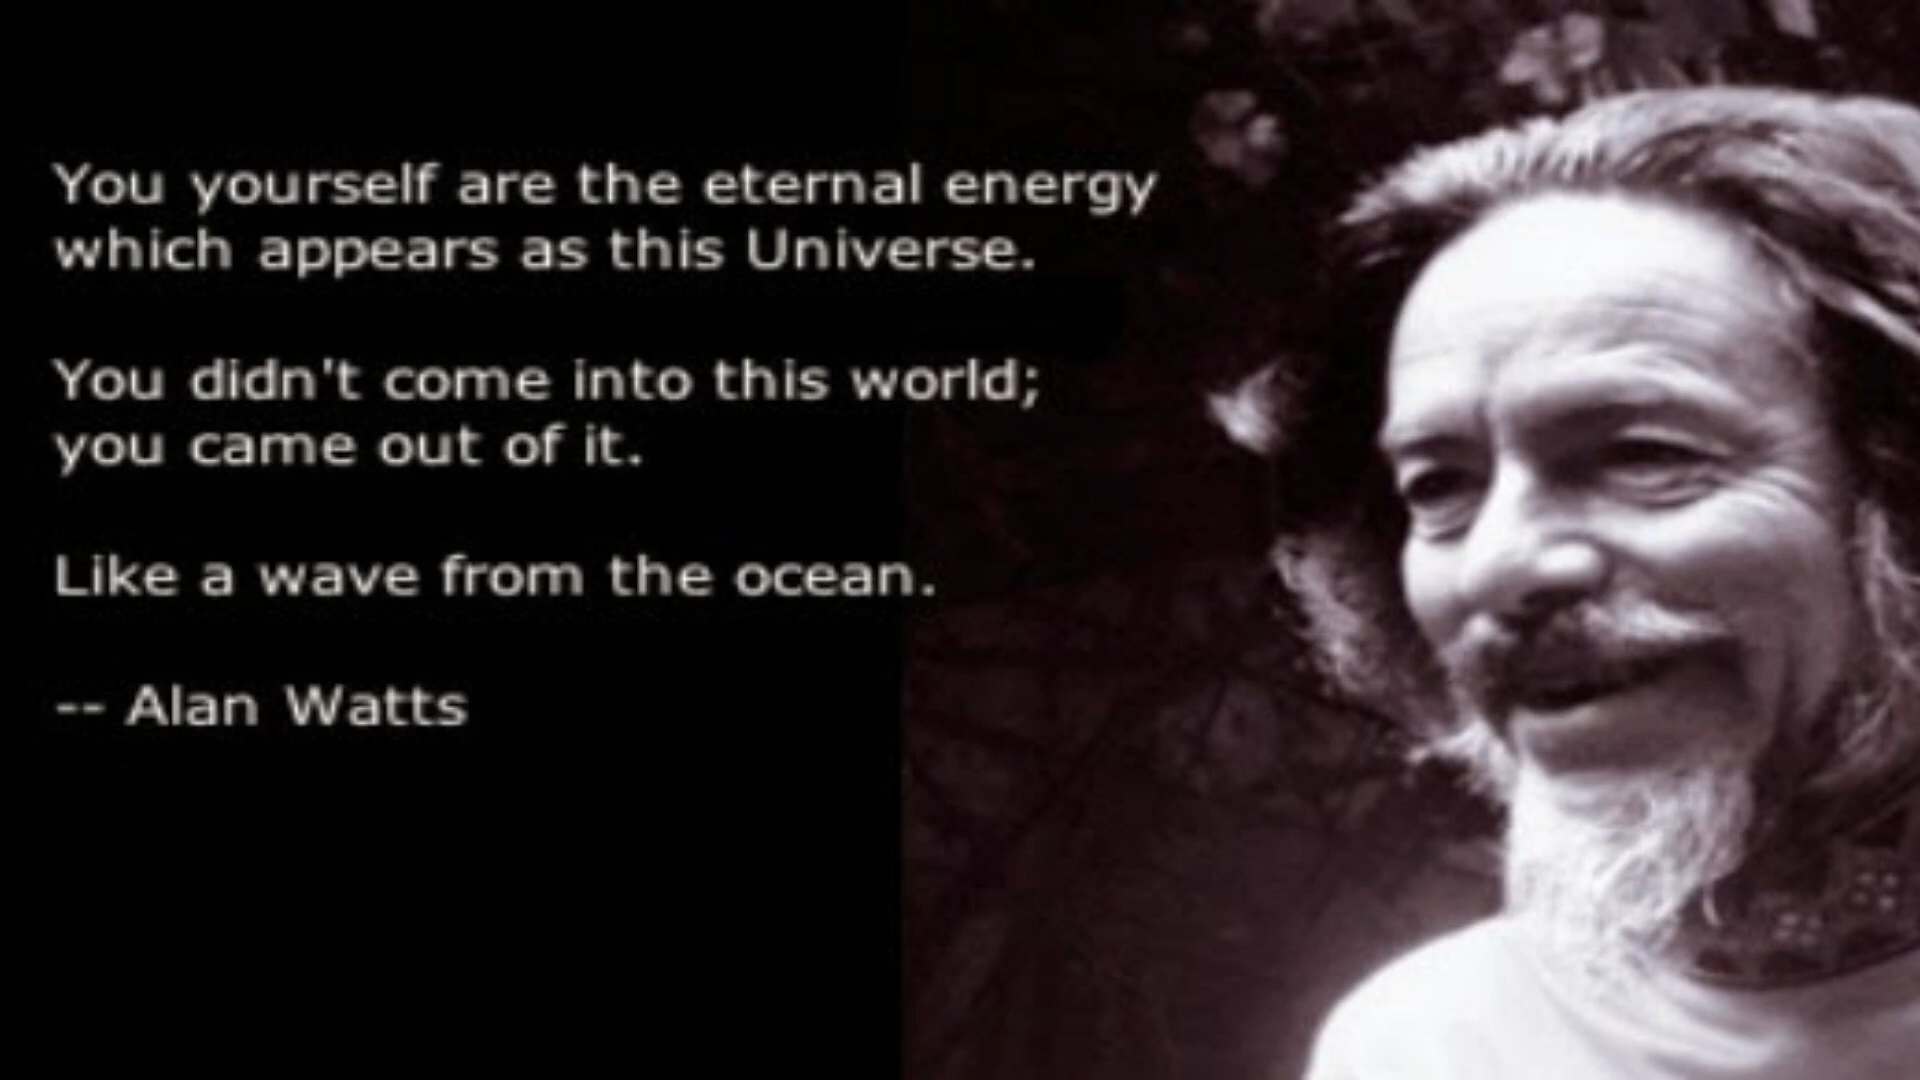 You yourself are the eternal energy
which appears as this Universe.
You didn't come into this world;
you came out of it.
Like a wave from the ocean.
-- Alan Watts